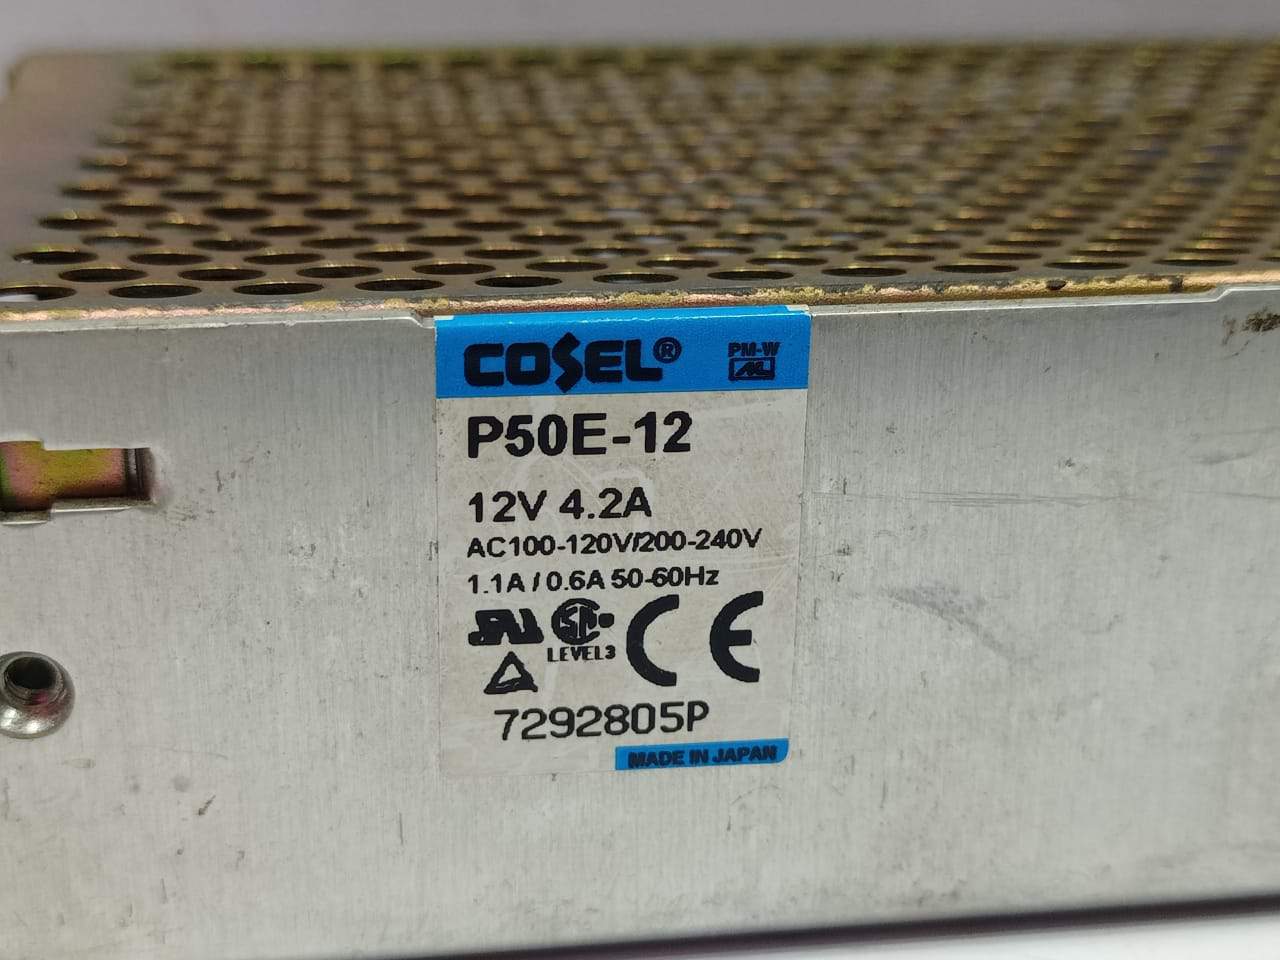 COSEL®
PM-W
P50E-12
12V 4.2A
AC100-120V/200-240V
1.1A / 0.6A 50-60Hz
LEVEL3
CE
7292805P
MADE IN JAPAN